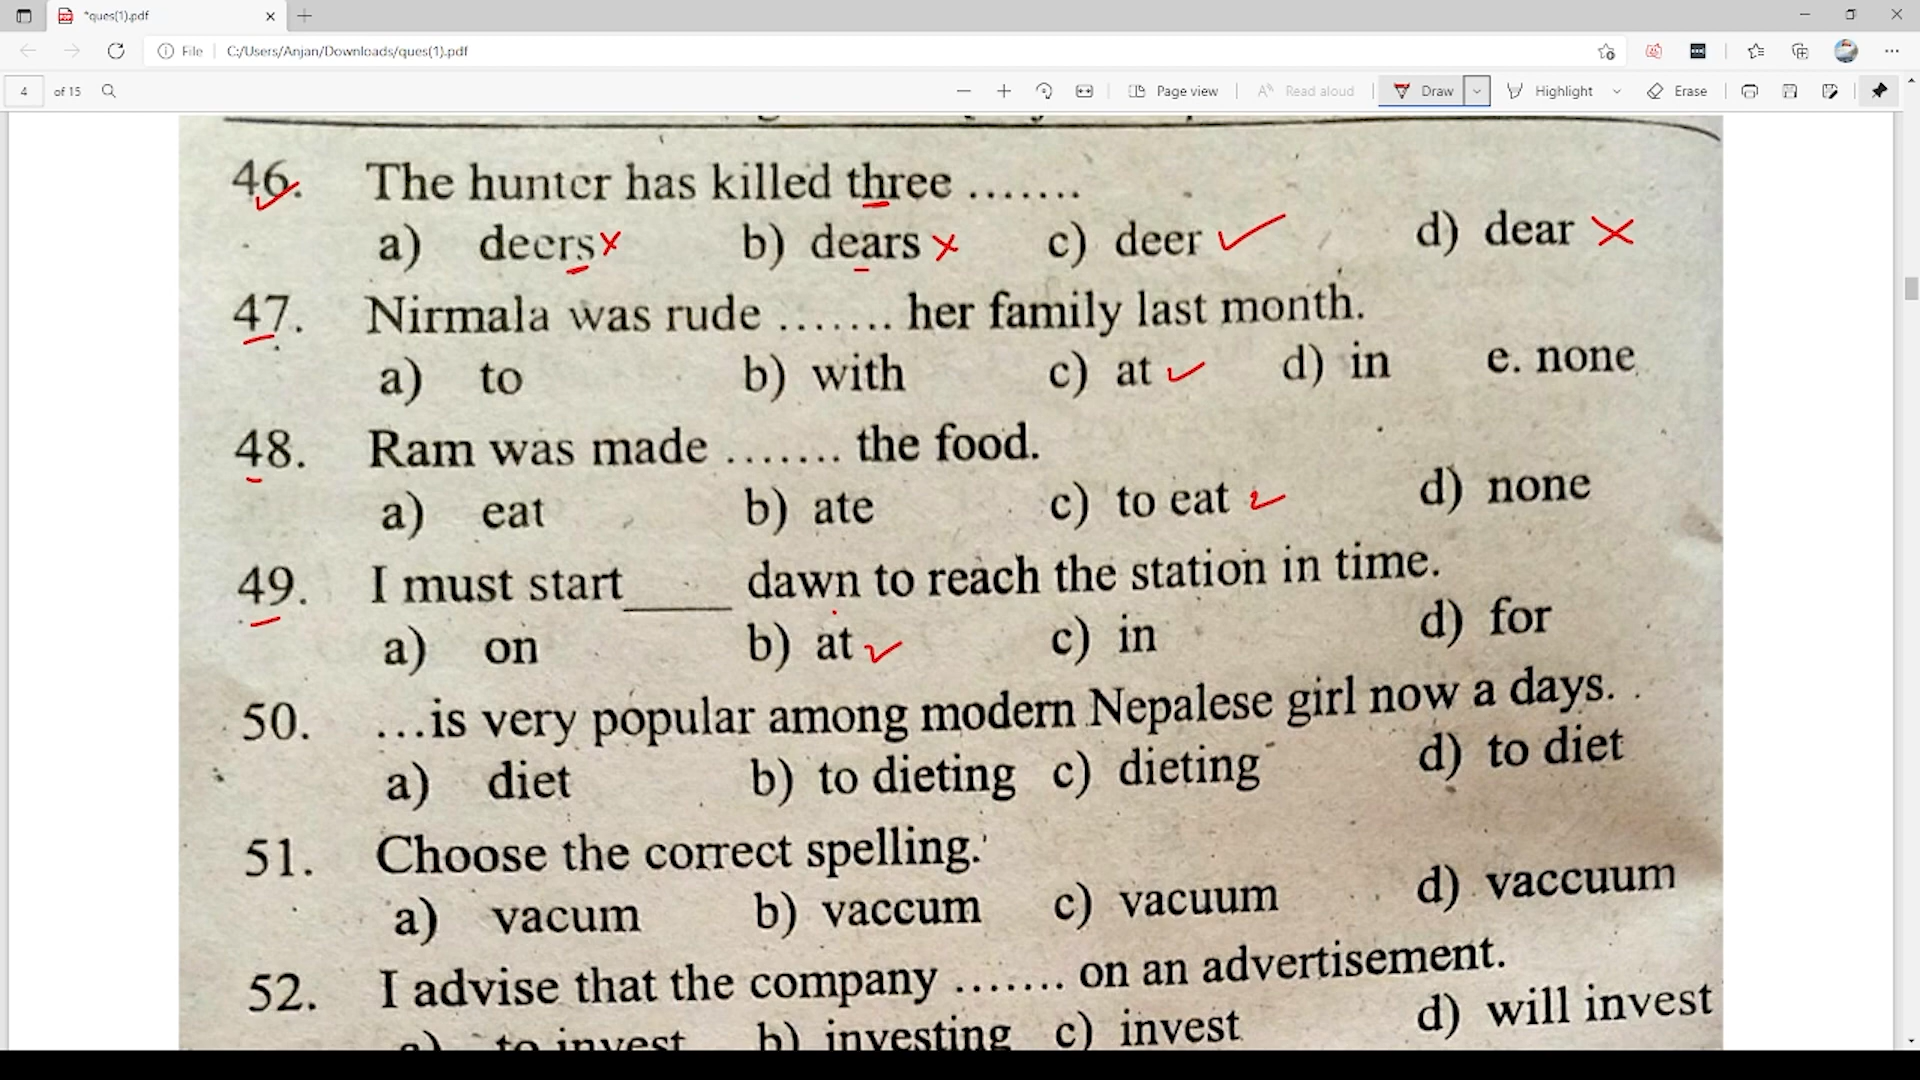 *ques(1).pdf
File C:/Users/Anjan/Downloads/ques(1).pdf
4 of 15 Page view Read aloud Draw Highlight Erase
46. The hunter has killed three .......
a) deers b) dears c) deer d) dear
47. Nirmala was rude ....... her family last month.
a) to b) with c) at d) in e. none
48. Ram was made ....... the food.
a) eat b) ate c) to eat d) none
49. I must start____ dawn to reach the station in time.
a) on b) at c) in d) for
50. ...is very popular among modern Nepalese girl now a days.
a) diet b) to dieting c) dieting d) to diet
51. Choose the correct spelling.
a) vacum b) vaccum c) vacuum d) vaccuum
52. I advise that the company ....... on an advertisement.
a) to invest b) investing c) invest d) will invest